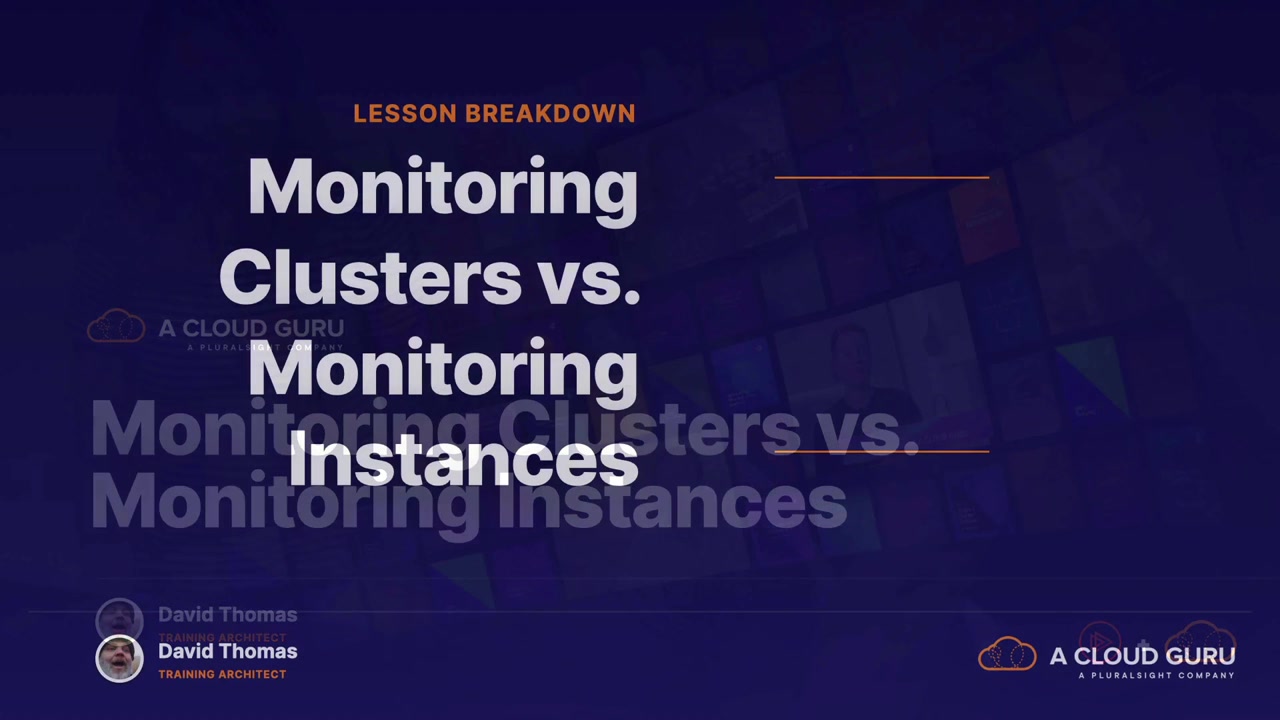 LESSON BREAKDOWN
Monitoring
Clusters vs.
Monitoring
Instances
A CLOUD GURU
A PLURALSIGHT COMPANY
Monitoring Clusters vs.
Monitoring Instances
David Thomas
TRAINING ARCHITECT
David Thomas
TRAINING ARCHITECT
A CLOUD GURU
A PLURALSIGHT COMPANY